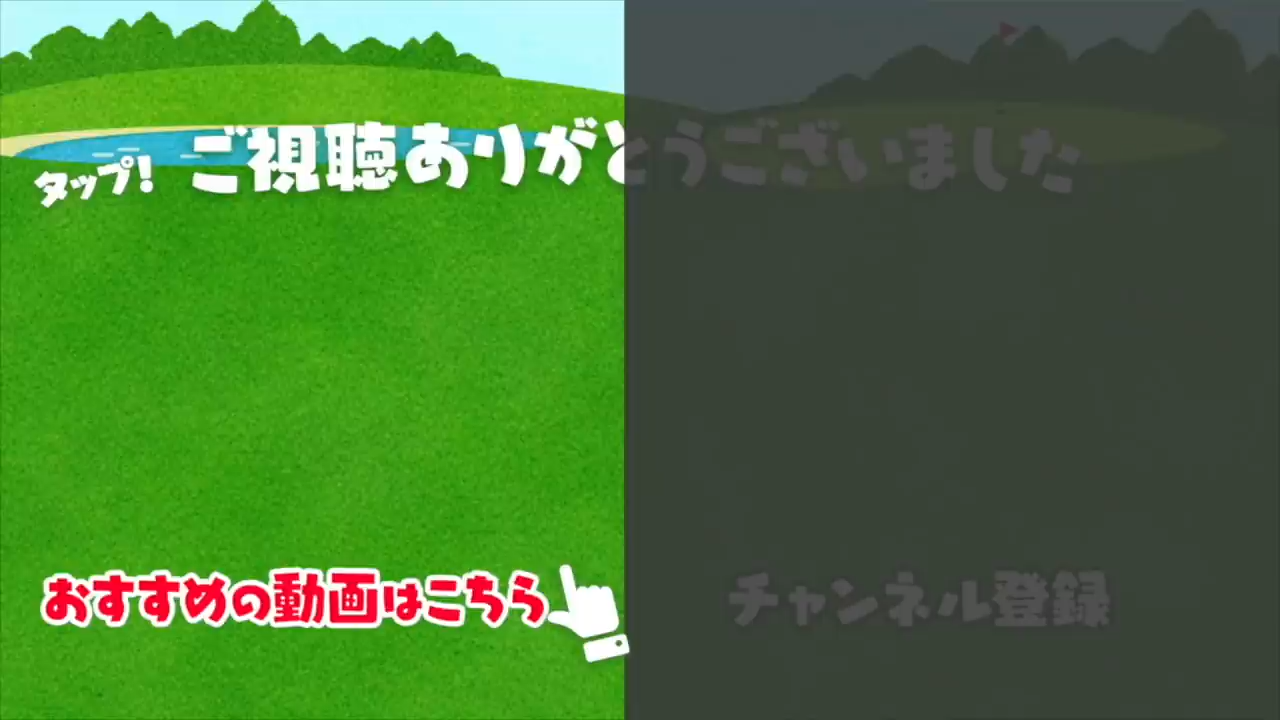 ご視聴ありがとうございました
タップ!
おすすめの動画はこちら
チャンネル登録